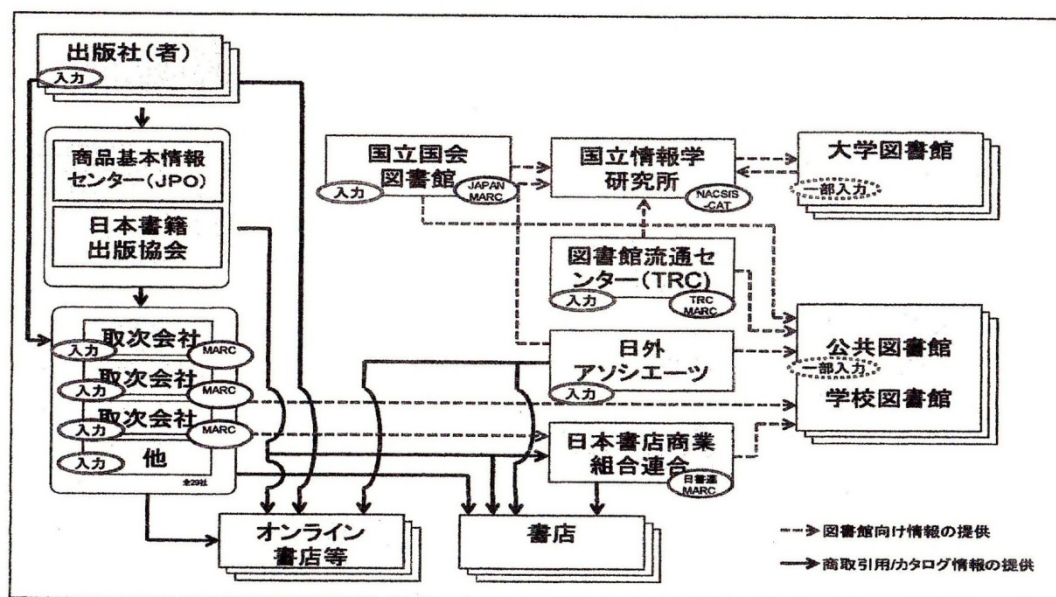 出版社(者)
入力
商品基本情報
センター(JPO)
日本書籍
出版協会
取次会社
入力
MARC
取次会社
入力
MARC
取次会社
入力
MARC
他
入力
全29社
国立国会
図書館
入力
JAPAN
MARC
国立情報学
研究所
NACSIS
-CAT
大学図書館
一部入力
図書館流通セ
ンター(TRC)
入力
TRC
MARC
日外
アソシエーツ
入力
公共図書館
一部入力
学校図書館
日本書店商業
組合連合
日書連
MARC
オンライン
書店等
書店
図書館向け情報の提供
商取引用/カタログ情報の提供